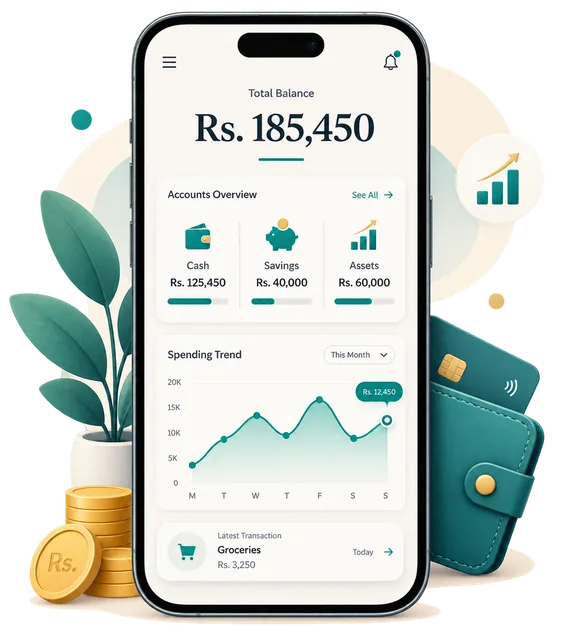 Total Balance
Rs. 185,450
Accounts Overview
See All →
Cash
Savings
Assets
Rs. 125,450
Rs. 40,000
Rs. 60,000
Spending Trend
This Month
20K
15K
10K
5K
0
Rs. 12,450
M T W T F S S
Latest Transaction
Groceries
Rs. 3,250
Today →
Rs.